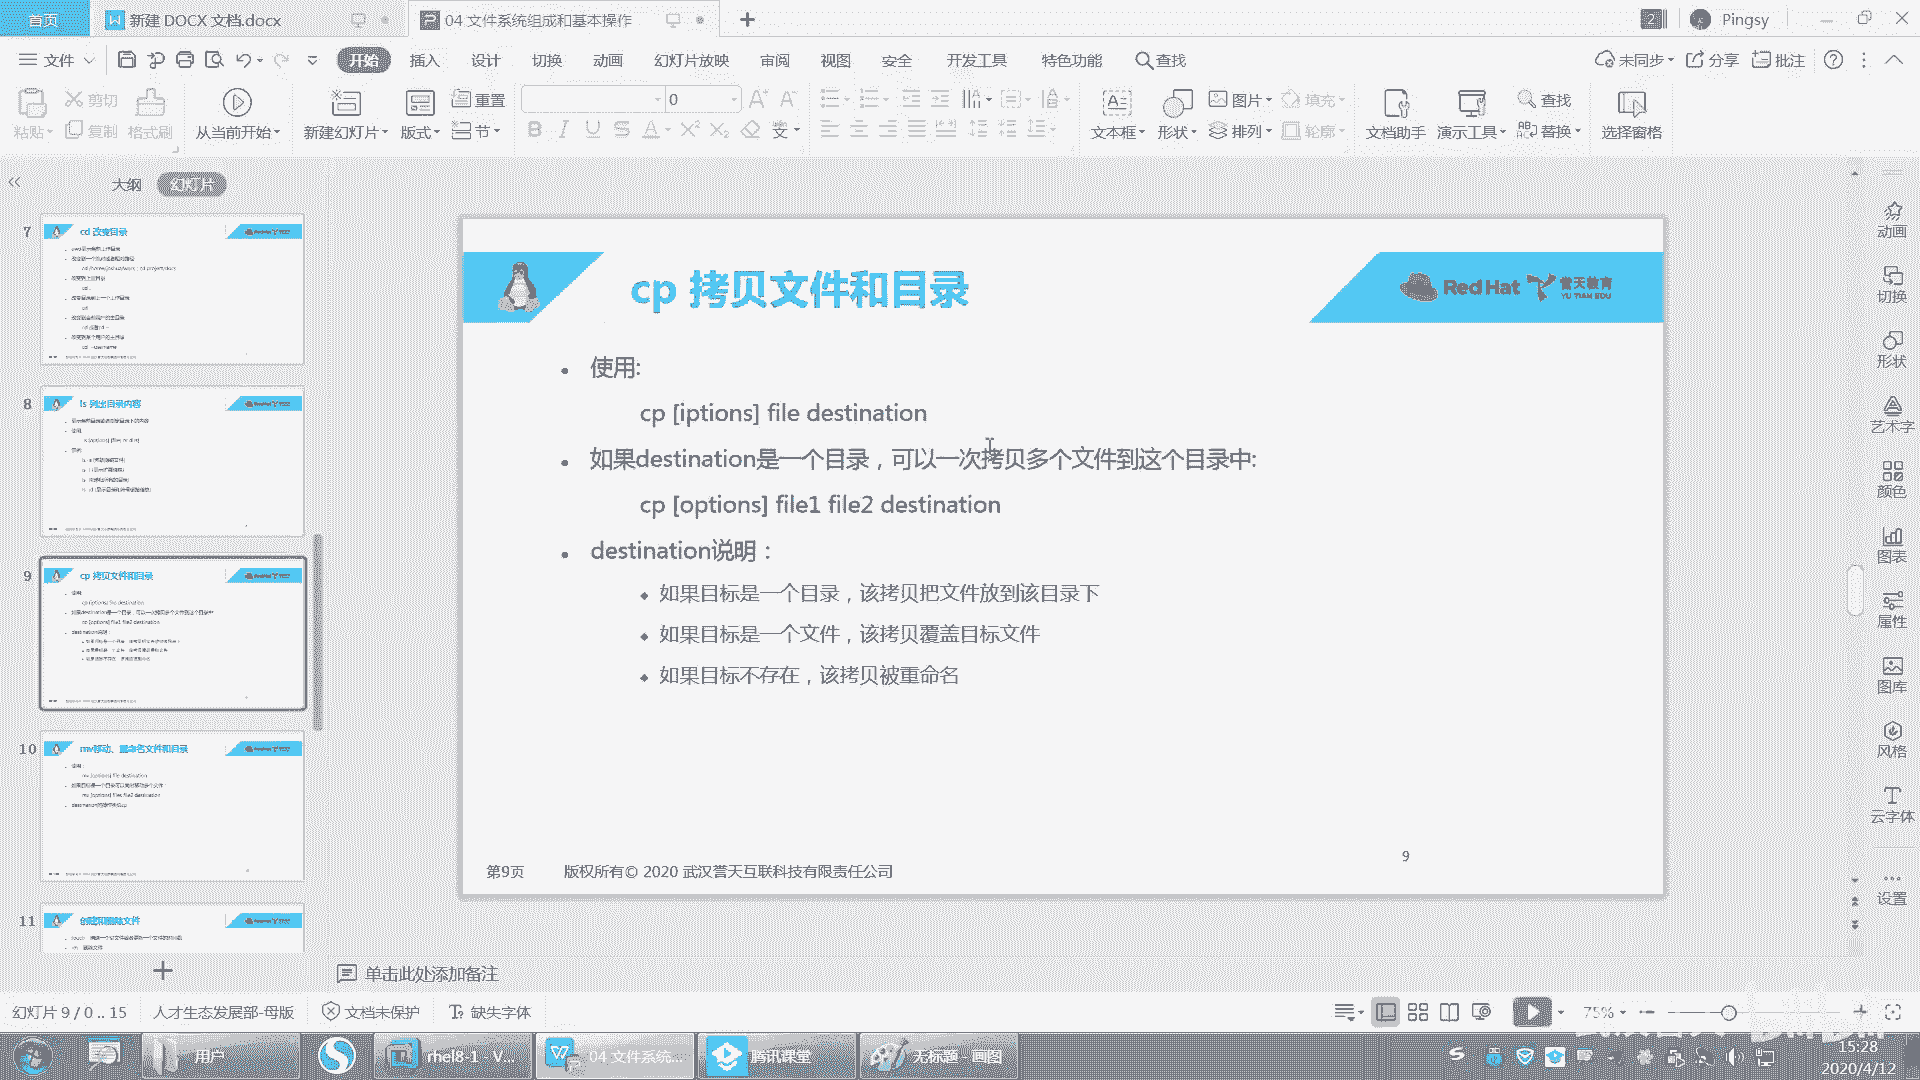 首页
新建 DOCX 文档.docx
04 文件系统组成和基本操作
2
Pingsy
文件
开始
插入
设计
切换
动画
幻灯片放映
审阅
视图
安全
开发工具
特色功能
查找
未同步
分享
批注
粘贴
剪切
复制
格式刷
从当前开始
新建幻灯片
版式
重置
节
0
文本框
形状
图片
排列
填充
轮廓
文档助手
演示工具
查找
替换
选择窗格
大纲
幻灯片
7
cd 改变目录
8
ls 列出目录内容
9
cp 拷贝文件和目录
10
mv移动、重命名文件和目录
11
创建和删除文件
cp 拷贝文件和目录
Red Hat
誉天教育
YU TIAN EDU
使用:
cp [iptions] file destination
如果destination是一个目录，可以一次拷贝多个文件到这个目录中:
cp [options] file1 file2 destination
destination说明：
如果目标是一个目录，该拷贝把文件放到该目录下
如果目标是一个文件，该拷贝覆盖目标文件
如果目标不存在，该拷贝被重命名
第9页
版权所有© 2020 武汉誉天互联科技有限责任公司
9
动画
切换
形状
艺术字
颜色
图表
属性
图库
风格
云字体
设置
单击此处添加备注
幻灯片 9 / 0 .. 15
人才生态发展部-母版
文档未保护
缺失字体
75%
用户
rhel8-1 - V...
04 文件系统...
腾讯课堂
无标题 - 画图
15:28
2020/4/12